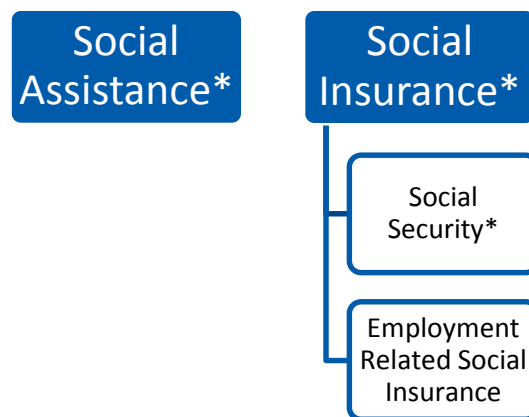 Social
Assistance*
Social
Insurance*
Social
Security*
Employment
Related Social
Insurance